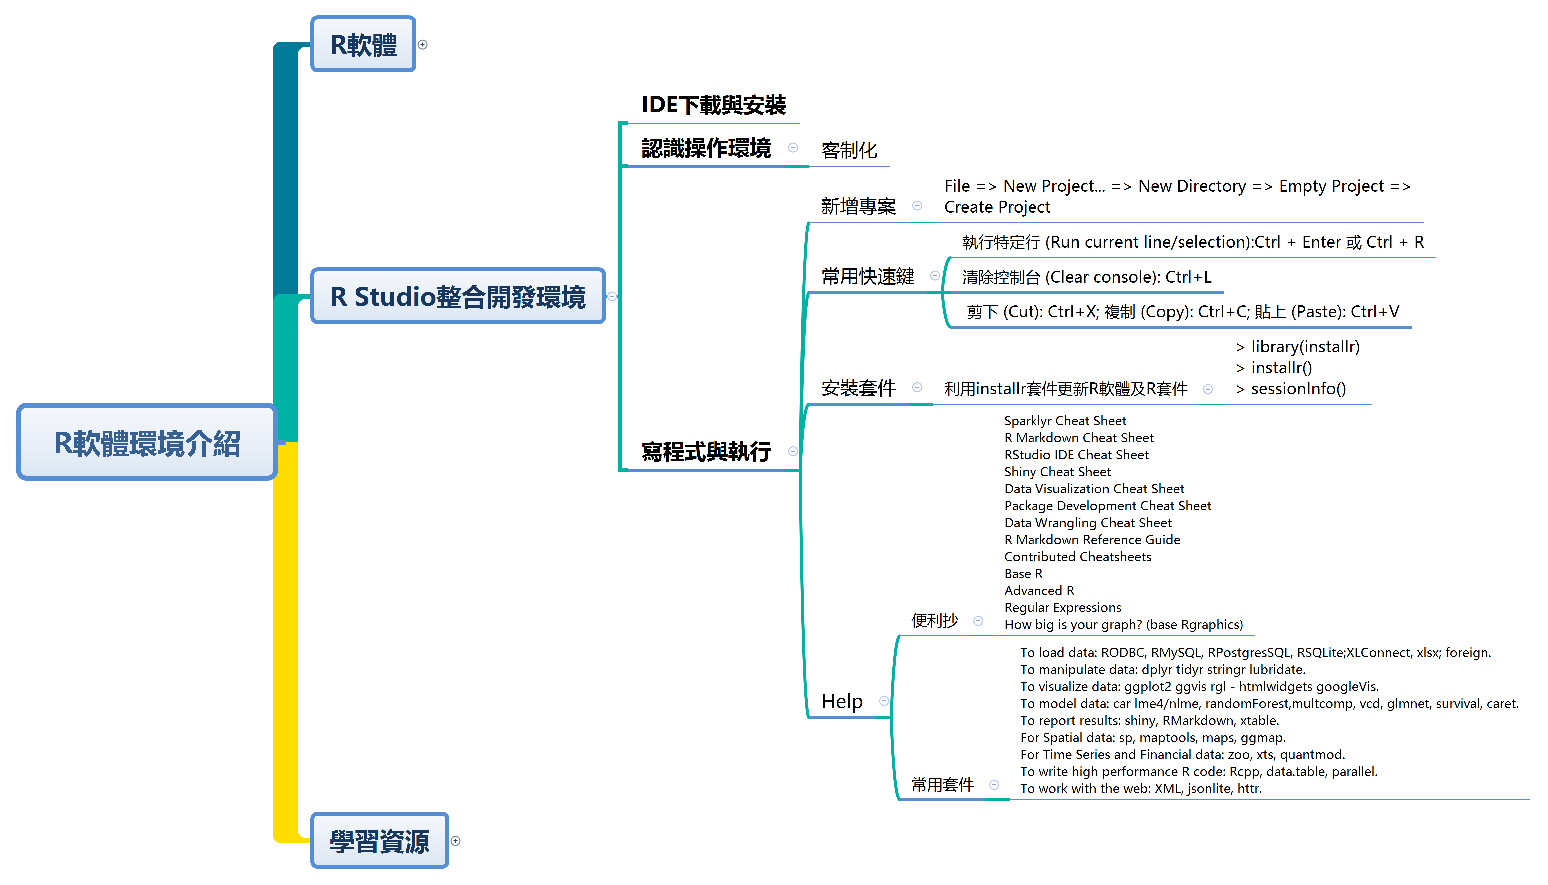 R軟體
IDE下載與安裝
認識操作環境
客制化
新增專案
File => New Project... => New Directory => Empty Project =>
Create Project
執行特定行 (Run current line/selection):Ctrl + Enter 或 Ctrl + R
常用快速鍵
清除控制台 (Clear console): Ctrl+L
R Studio整合開發環境
剪下 (Cut): Ctrl+X; 複制 (Copy): Ctrl+C; 貼上 (Paste): Ctrl+V
> library(installr)
> installr()
> sessionInfo()
安裝套件
利用installr套件更新R軟體及R套件
R軟體環境介紹
寫程式與執行
Sparklyr Cheat Sheet
R Markdown Cheat Sheet
RStudio IDE Cheat Sheet
Shiny Cheat Sheet
Data Visualization Cheat Sheet
Package Development Cheat Sheet
Data Wrangling Cheat Sheet
R Markdown Reference Guide
Contributed Cheatsheets
Base R
Advanced R
Regular Expressions
How big is your graph? (base Rgraphics)
便利抄
Help
To load data: RODBC, RMySQL, RPostgresSQL, RSQLite;XLConnect, xlsx; foreign.
To manipulate data: dplyr tidyr stringr lubridate.
To visualize data: ggplot2 ggvis rgl - htmlwidgets googleVis.
To model data: car lme4/nlme, randomForest,multcomp, vcd, glmnet, survival, caret.
To report results: shiny, RMarkdown, xtable.
For Spatial data: sp, maptools, maps, ggmap.
For Time Series and Financial data: zoo, xts, quantmod.
To write high performance R code: Rcpp, data.table, parallel.
To work with the web: XML, jsonlite, httr.
常用套件
學習資源